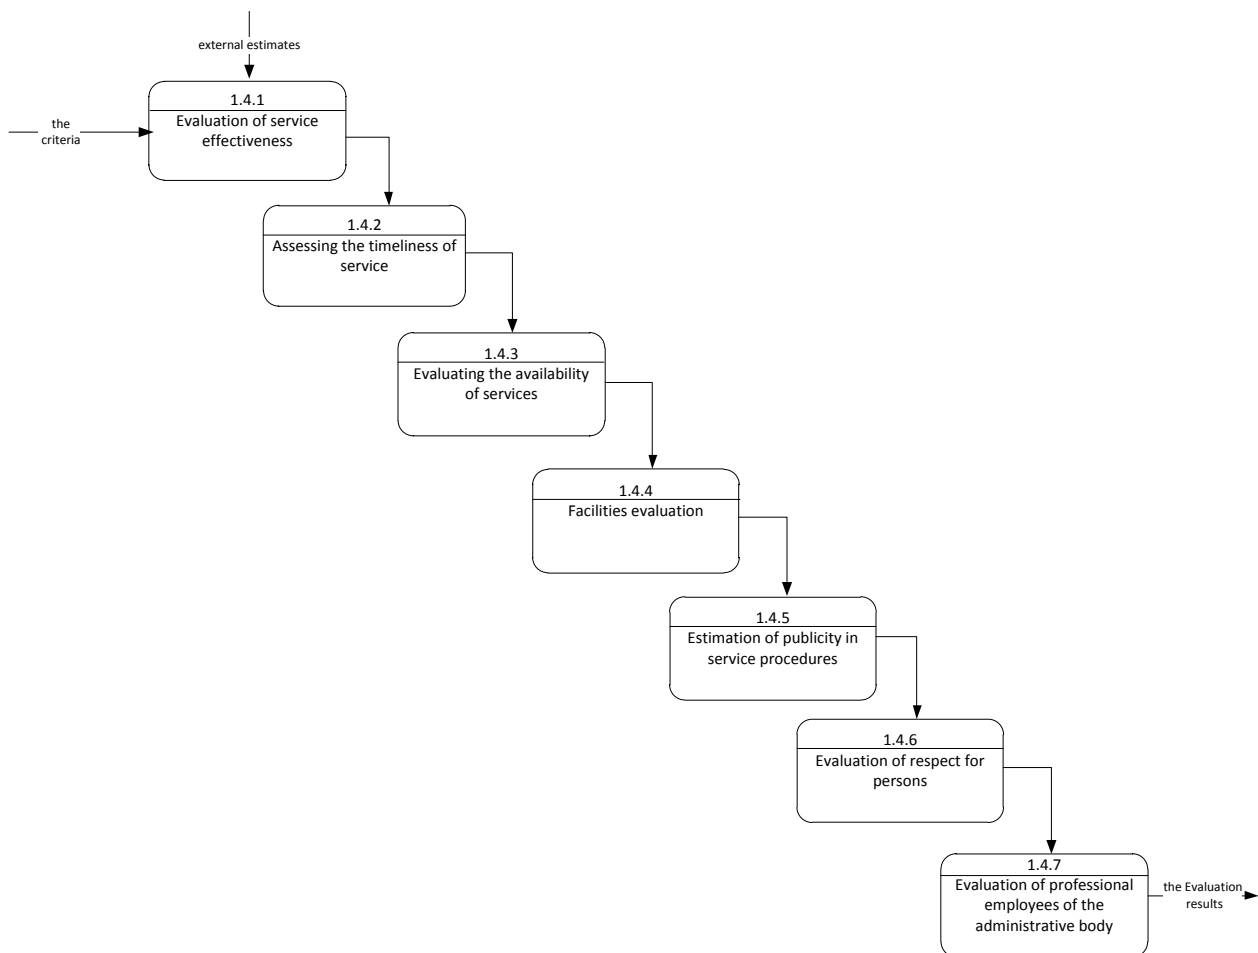 external estimates
1.4.1
Evaluation of service
effectiveness
the
criteria
1.4.2
Assessing the timeliness of
service
1.4.3
Evaluating the availability
of services
1.4.4
Facilities evaluation
1.4.5
Estimation of publicity in
service procedures
1.4.6
Evaluation of respect for
persons
1.4.7
Evaluation of professional
employees of the
administrative body
the Evaluation
results